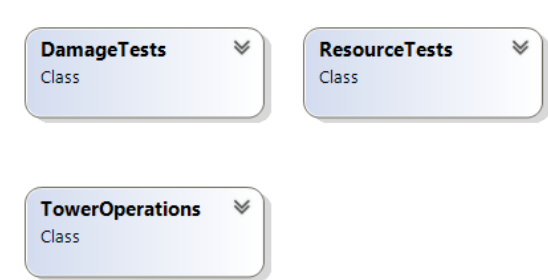 DamageTests
Class
ResourceTests
Class
TowerOperations
Class